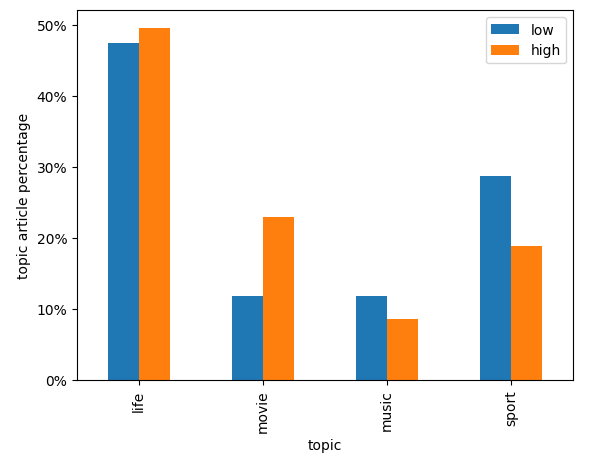 50%
40%
30%
20%
10%
0%
topic article percentage
low
high
life
movie
music
sport
topic